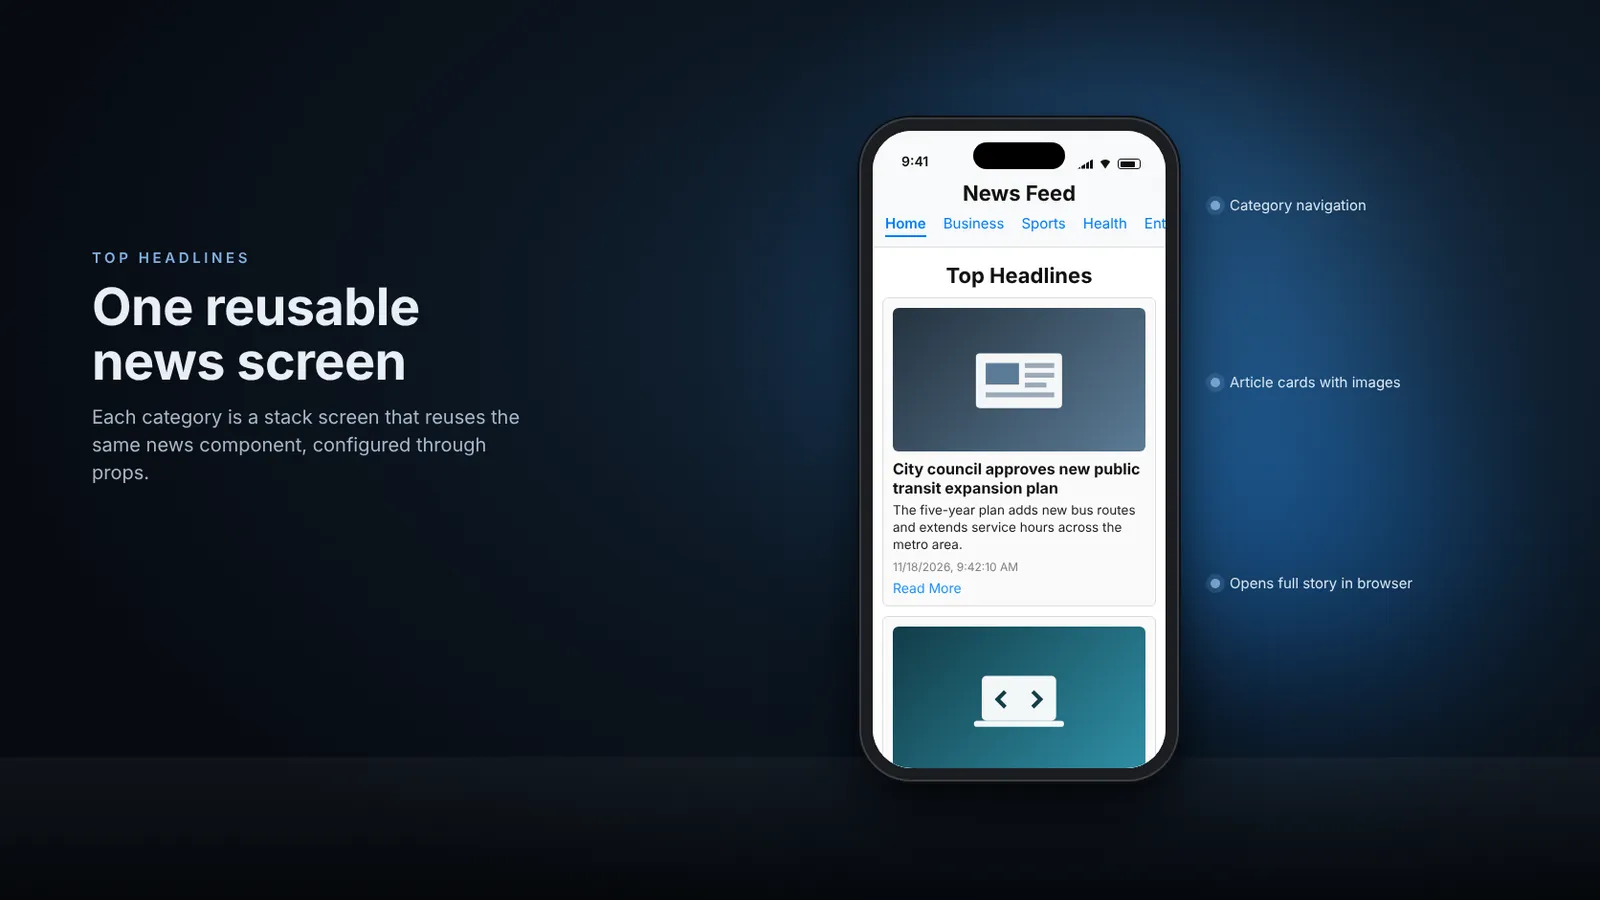 TOP HEADLINES
One reusable
news screen
Each category is a stack screen that reuses the
same news component, configured through
props.
9:41
News Feed
Home Business Sports Health Ent
Top Headlines
City council approves new public
transit expansion plan
The five-year plan adds new bus routes
and extends service hours across the
metro area.
11/18/2026, 9:42:10 AM
Read More
Category navigation
Article cards with images
Opens full story in browser